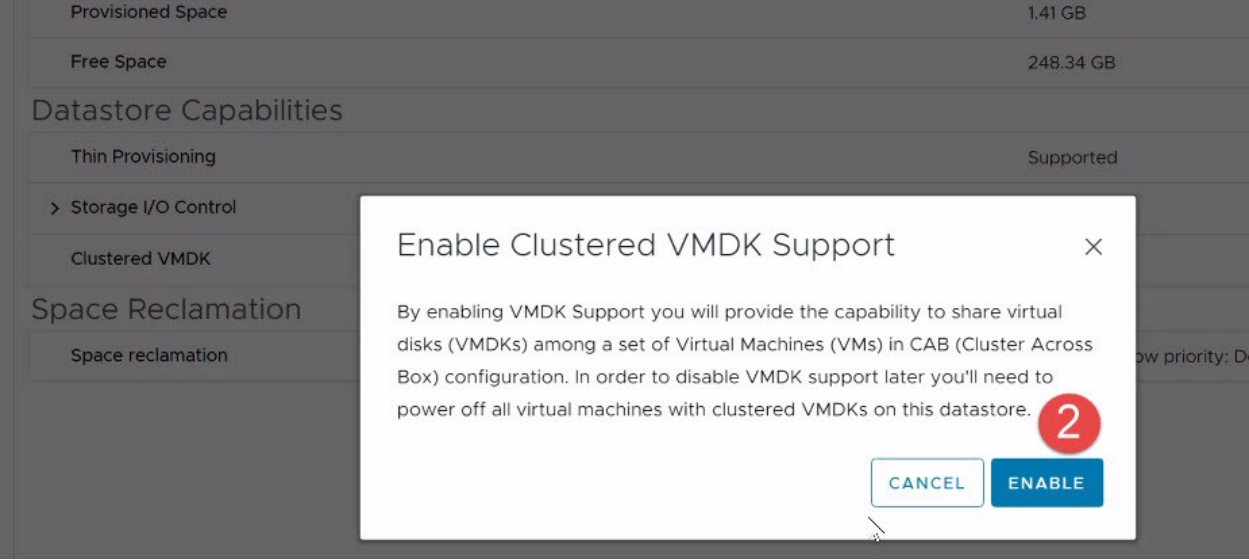 Provisioned Space 1.41 GB
Free Space 248.34 GB
Datastore Capabilities
Thin Provisioning Supported
Storage I/O Control
Clustered VMDK
Space Reclamation
Space reclamation ow priority: D
Enable Clustered VMDK Support
By enabling VMDK Support you will provide the capability to share virtual
disks (VMDKs) among a set of Virtual Machines (VMs) in CAB (Cluster Across
Box) configuration. In order to disable VMDK support later you'll need to
power off all virtual machines with clustered VMDKs on this datastore.
2
CANCEL ENABLE